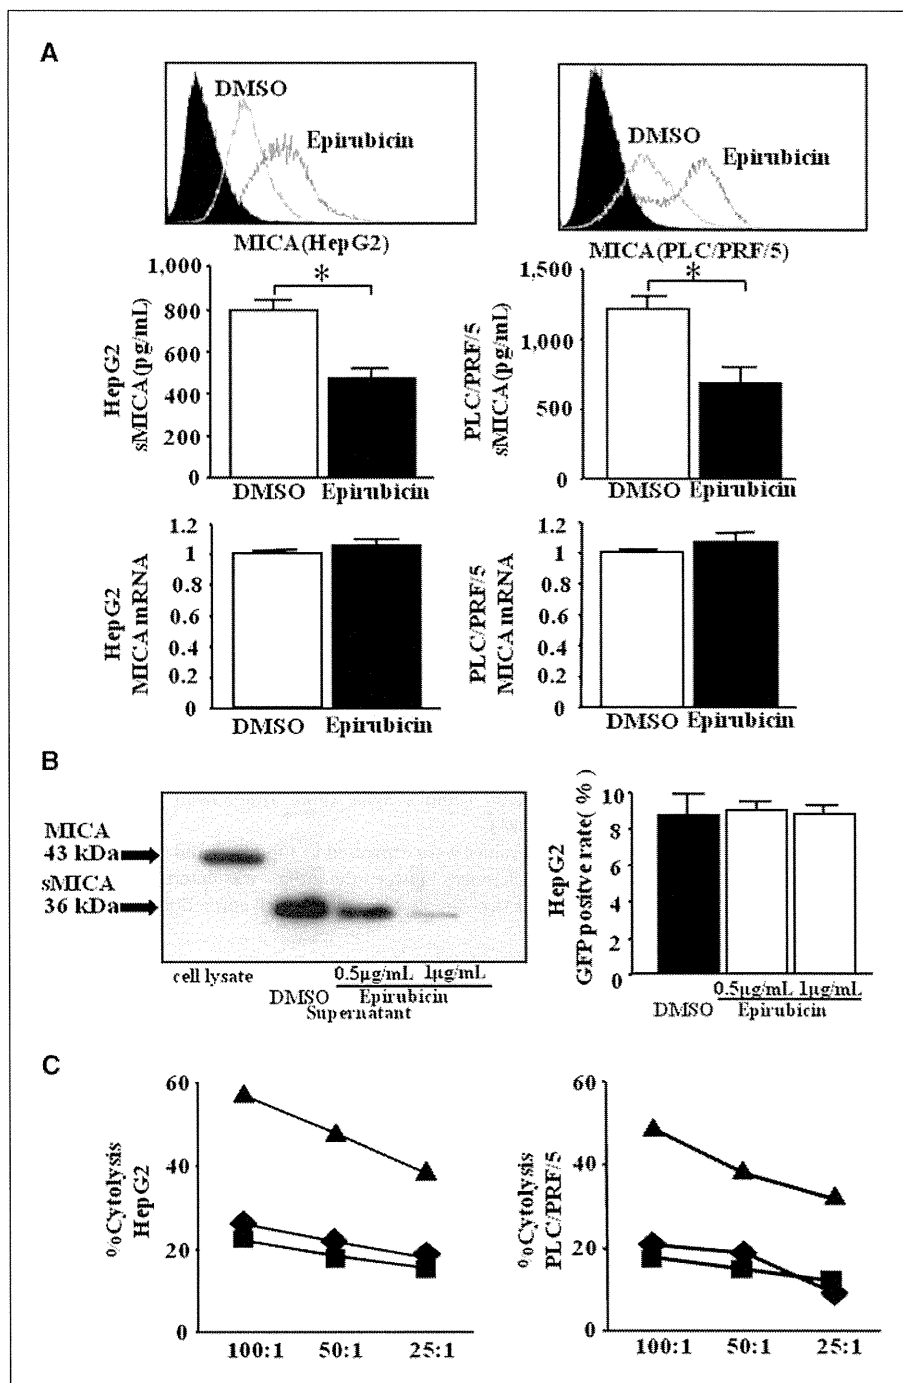 A
DMSO
Epirubicin
MICA(HepG2)
DMSO
Epirubicin
MICA(PLC/PRF/5)
HepG2
sMICA(pg/mL)
1,000
800
600
400
200
0
*
DMSO Epirubicin
PLC/PRF/5
sMICA(pg/mL)
1,500
1,000
500
0
*
DMSO Epirubicin
HepG2
MICA mRNA
1.2
1
0.8
0.6
0.4
0.2
0
DMSO Epirubicin
PLC/PRF/5
MICA mRNA
1.2
1
0.8
0.6
0.4
0.2
0
DMSO Epirubicin
B
MICA
43 kDa
sMICA
36 kDa
cell lysate
DMSO
0.5μg/mL 1μg/mL
Epirubicin
Supernatant
HepG2
GFP positve rate( % )
10
8
6
4
2
0
DMSO
0.5μg/mL 1μg/mL
Epirubicin
C
%Cytolysis
HepG2
60
40
20
0
100:1 50:1 25:1
%Cytolysis
PLC/PRF/5
60
40
20
0
100:1 50:1 25:1